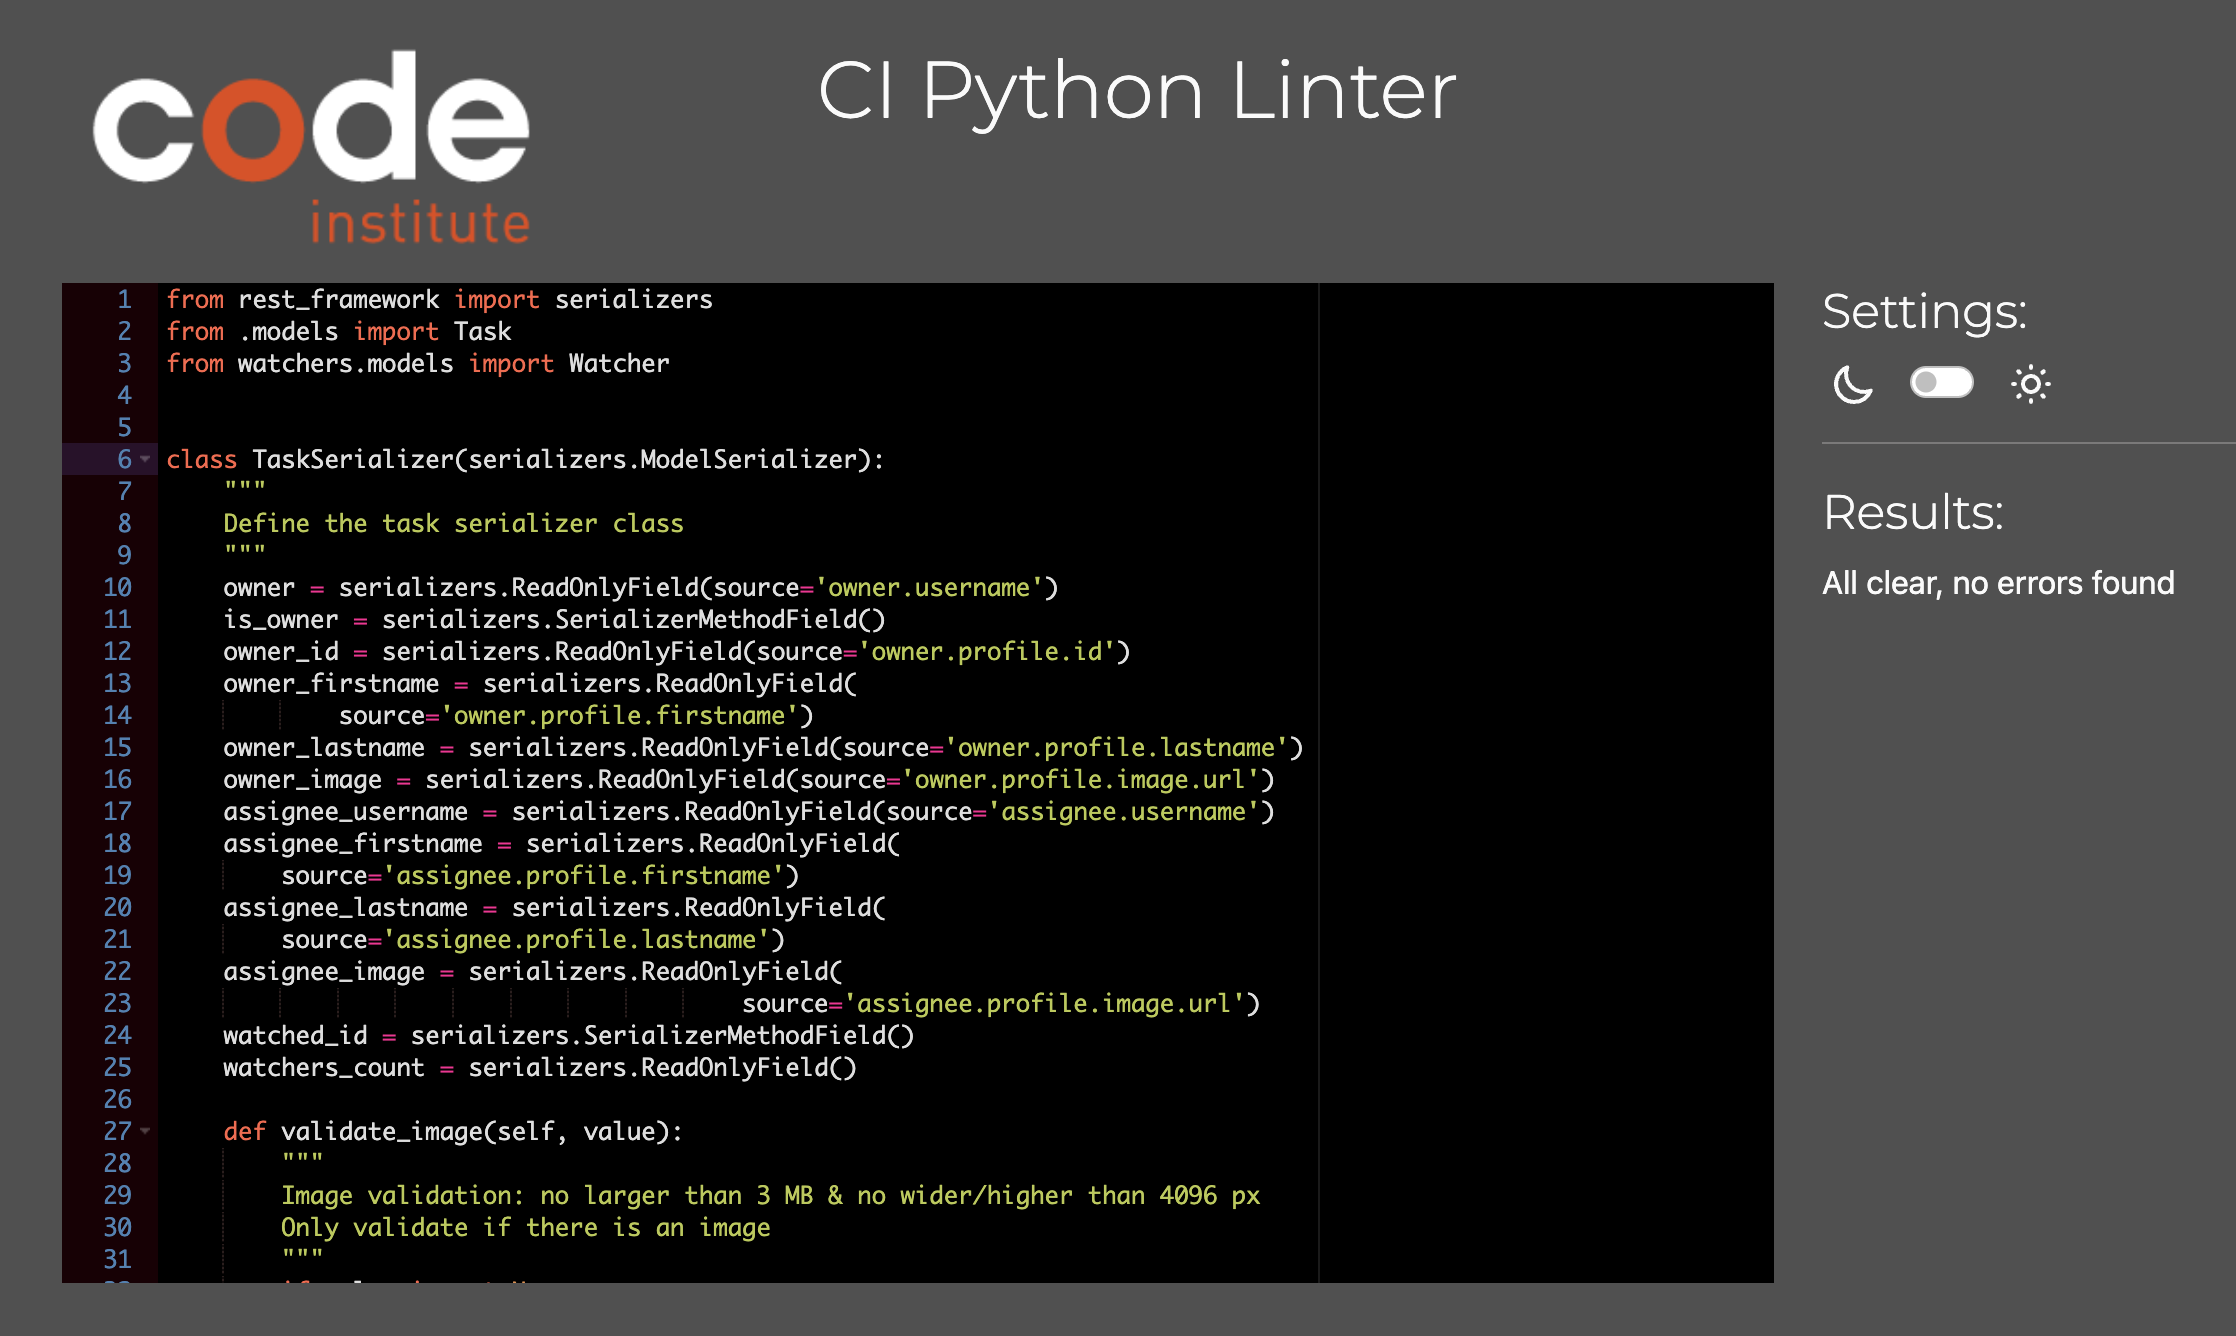 code
institute
CI Python Linter
1 from rest_framework import serializers
2 from .models import Task
3 from watchers.models import Watcher
4
5
6 class TaskSerializer(serializers.ModelSerializer):
7     """
8     Define the task serializer class
9     """
10     owner = serializers.ReadOnlyField(source='owner.username')
11     is_owner = serializers.SerializerMethodField()
12     owner_id = serializers.ReadOnlyField(source='owner.profile.id')
13     owner_firstname = serializers.ReadOnlyField(
14             source='owner.profile.firstname')
15     owner_lastname = serializers.ReadOnlyField(source='owner.profile.lastname')
16     owner_image = serializers.ReadOnlyField(source='owner.profile.image.url')
17     assignee_username = serializers.ReadOnlyField(source='assignee.username')
18     assignee_firstname = serializers.ReadOnlyField(
19         source='assignee.profile.firstname')
20     assignee_lastname = serializers.ReadOnlyField(
21         source='assignee.profile.lastname')
22     assignee_image = serializers.ReadOnlyField(
23                                         source='assignee.profile.image.url')
24     watched_id = serializers.SerializerMethodField()
25     watchers_count = serializers.ReadOnlyField()
26
27     def validate_image(self, value):
28         """
29         Image validation: no larger than 3 MB & no wider/higher than 4096 px
30         Only validate if there is an image
31         """
Settings:
Results:
All clear, no errors found